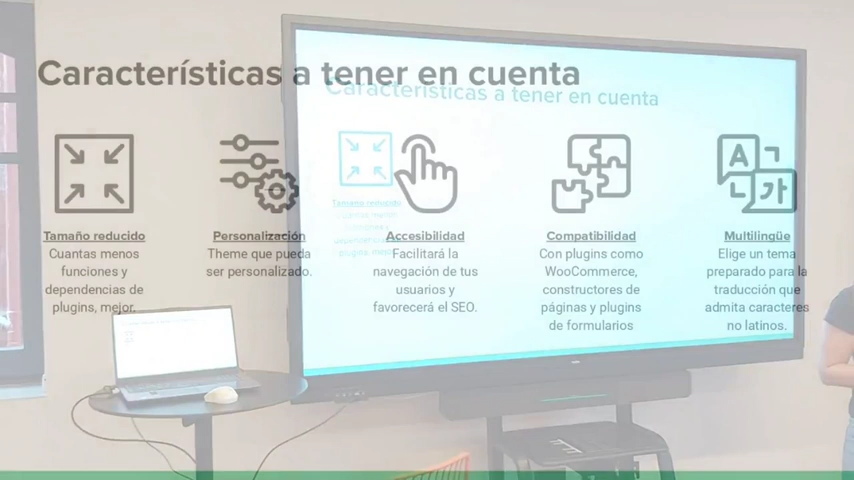 Características a tener en cuenta
Características a tener en cuenta
Tamaño reducido
Cuantas menos
funciones y
dependencias de
plugins, mejor.
Personalización
Theme que pueda
ser personalizado.
Tamaño reducido
Accesibilidad
Facilitará la
navegación de tus
usuarios y
favorecerá el SEO.
Compatibilidad
Con plugins como
WooCommerce,
constructores de
páginas y plugins
de formularios
A
가
Multilingüe
Elige un tema
preparado para la
traducción que
admita caracteres
no latinos.